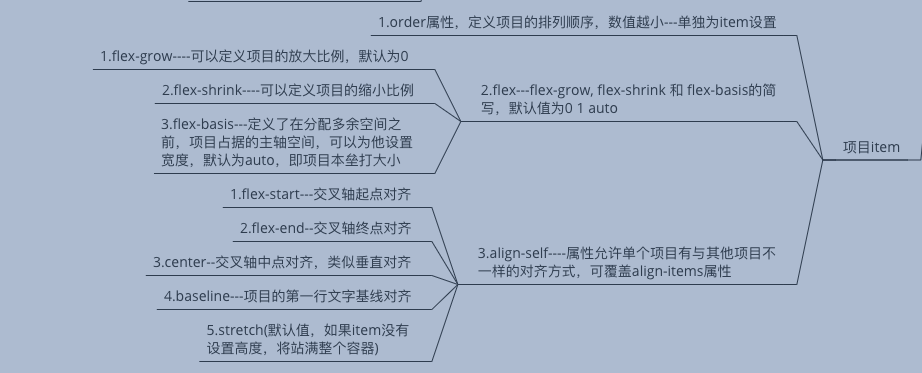 1.order属性，定义项目的排列顺序，数值越小---单独为item设置
1.flex-grow----可以定义项目的放大比例，默认为0
2.flex-shrink----可以定义项目的缩小比例
3.flex-basis---定义了在分配多余空间之
前，项目占据的主轴空间，可以为他设置
宽度，默认为auto，即项目本垒打大小
2.flex---flex-grow, flex-shrink 和 flex-basis的简
写，默认值为0 1 auto
项目item
1.flex-start---交叉轴起点对齐
2.flex-end--交叉轴终点对齐
3.center--交叉轴中点对齐，类似垂直对齐
4.baseline---项目的第一行文字基线对齐
5.stretch(默认值，如果item没有
设置高度，将站满整个容器)
3.align-self----属性允许单个项目有与其他项目不
一样的对齐方式，可覆盖align-items属性